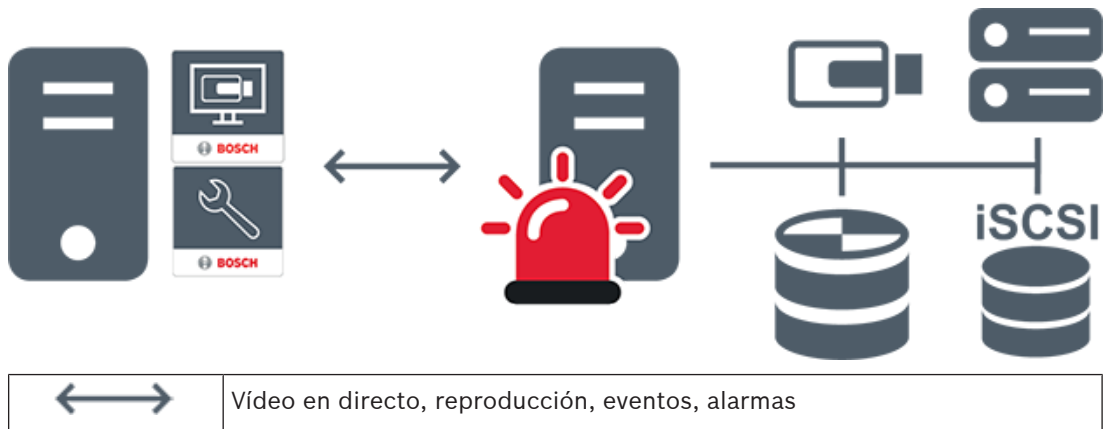 BOSCH
BOSCH
iSCSI
Vídeo en directo, reproducción, eventos, alarmas